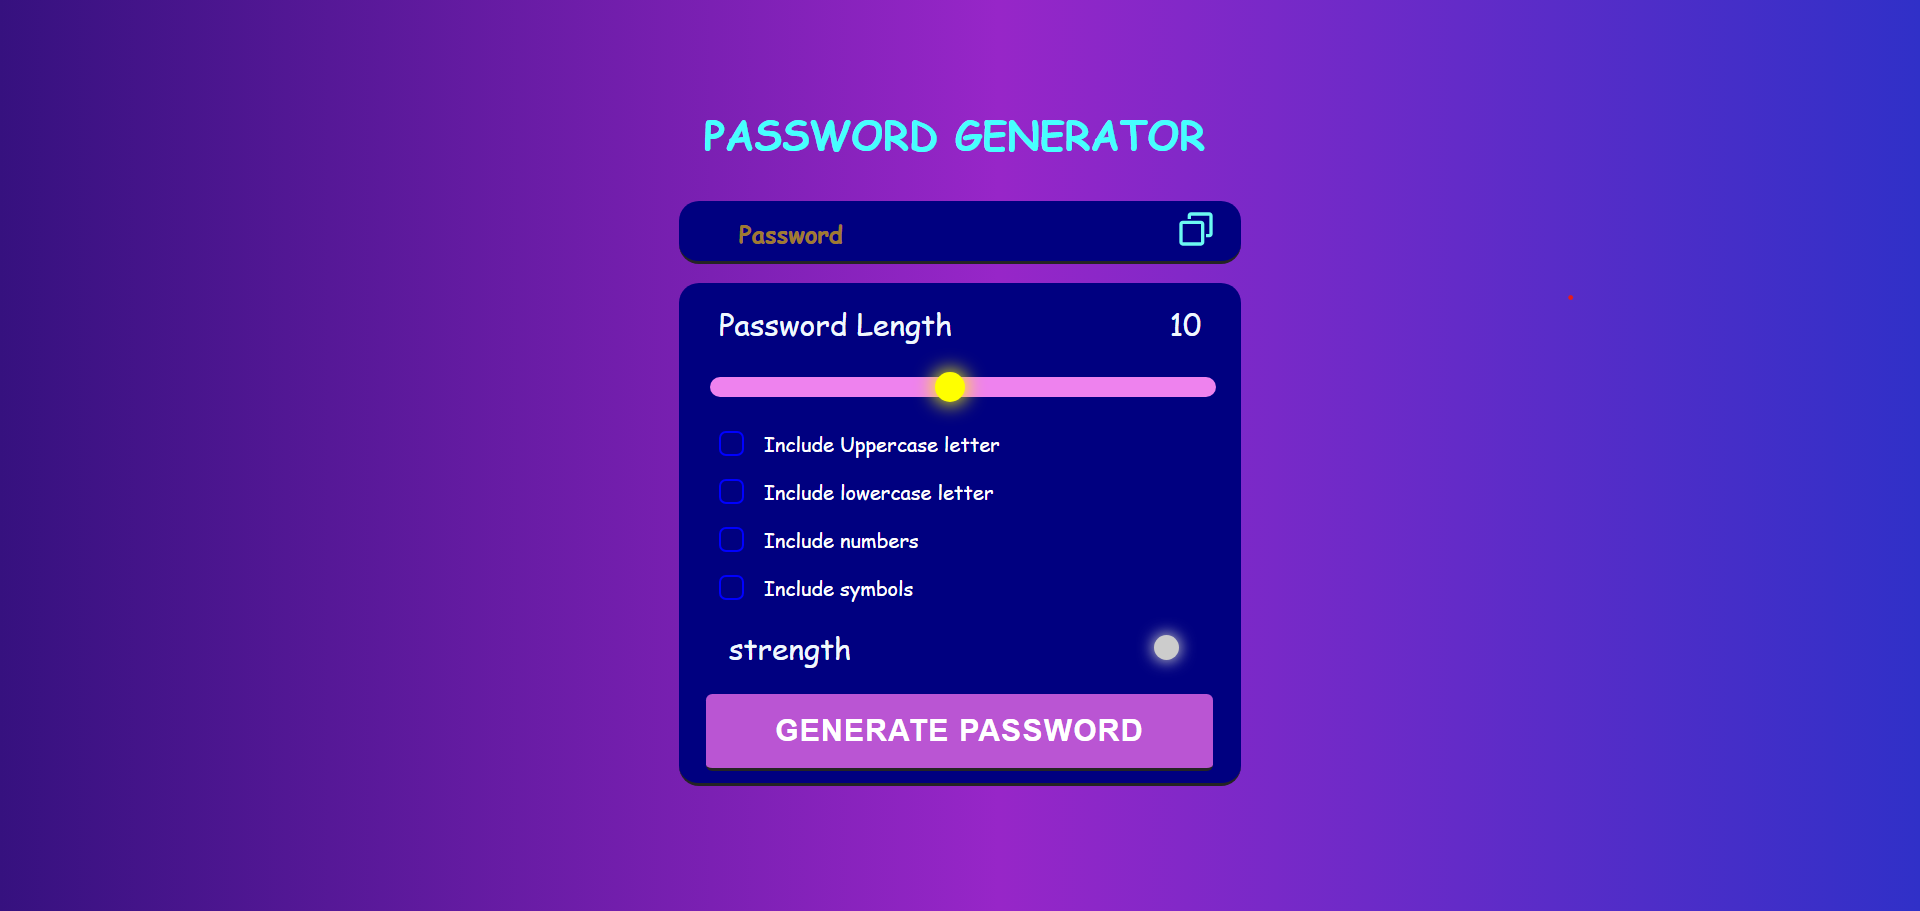 PASSWORD GENERATOR
Password
Password Length 10
Include Uppercase letter
Include lowercase letter
Include numbers
Include symbols
strength
GENERATE PASSWORD